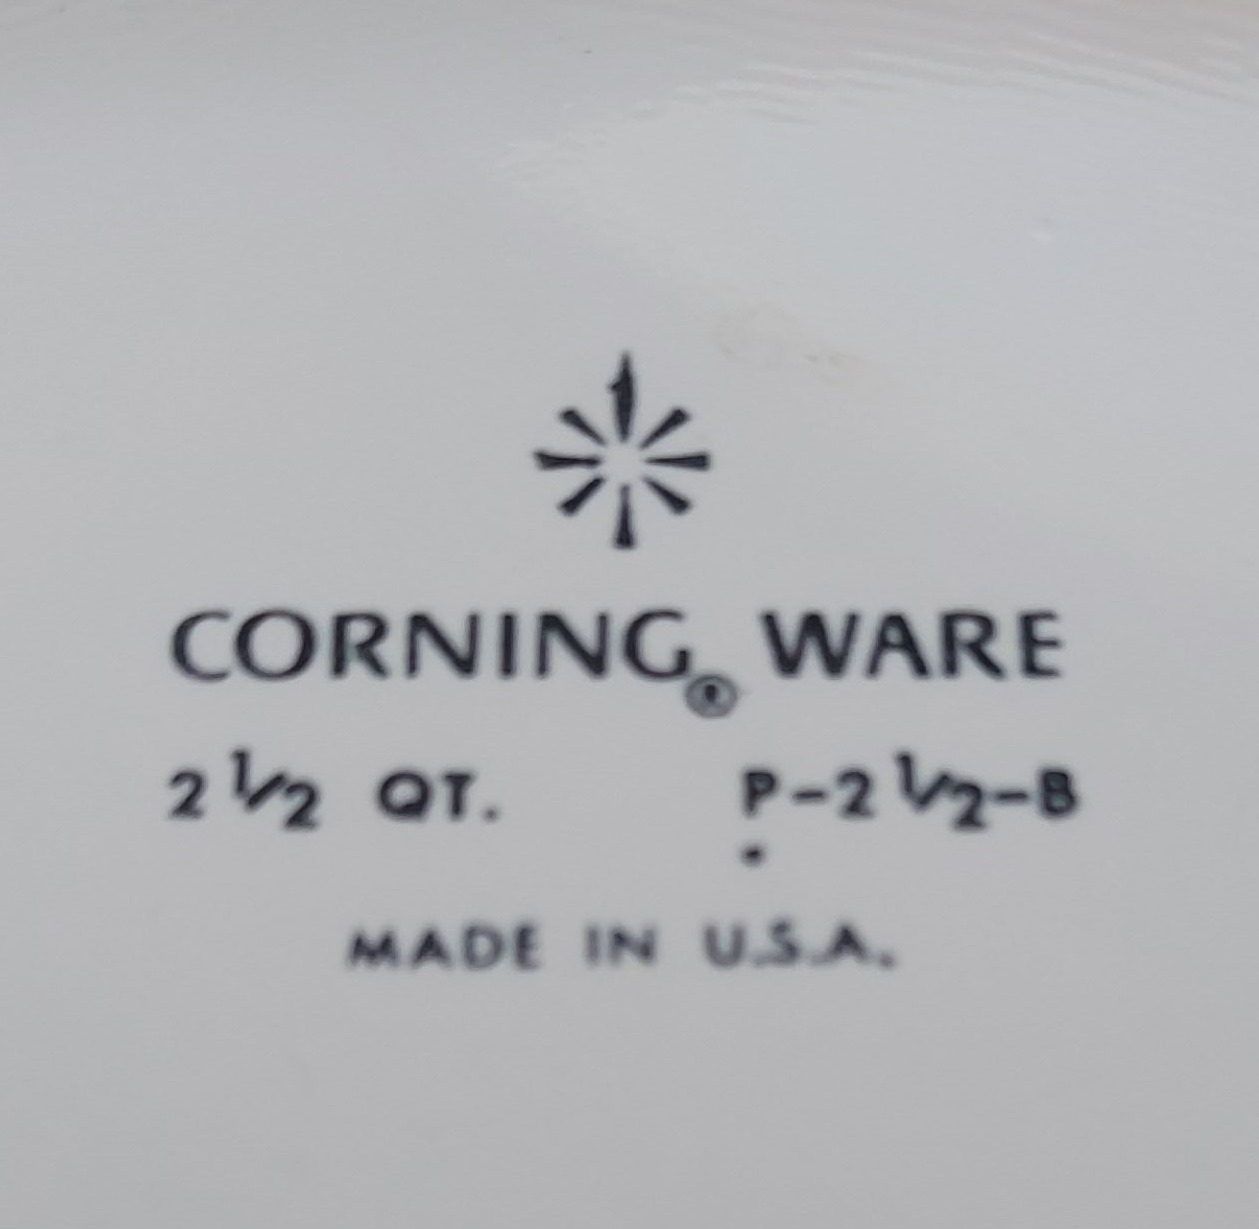 CORNING® WARE
2 1/2 QT. P-2 1/2-B
MADE IN U.S.A.